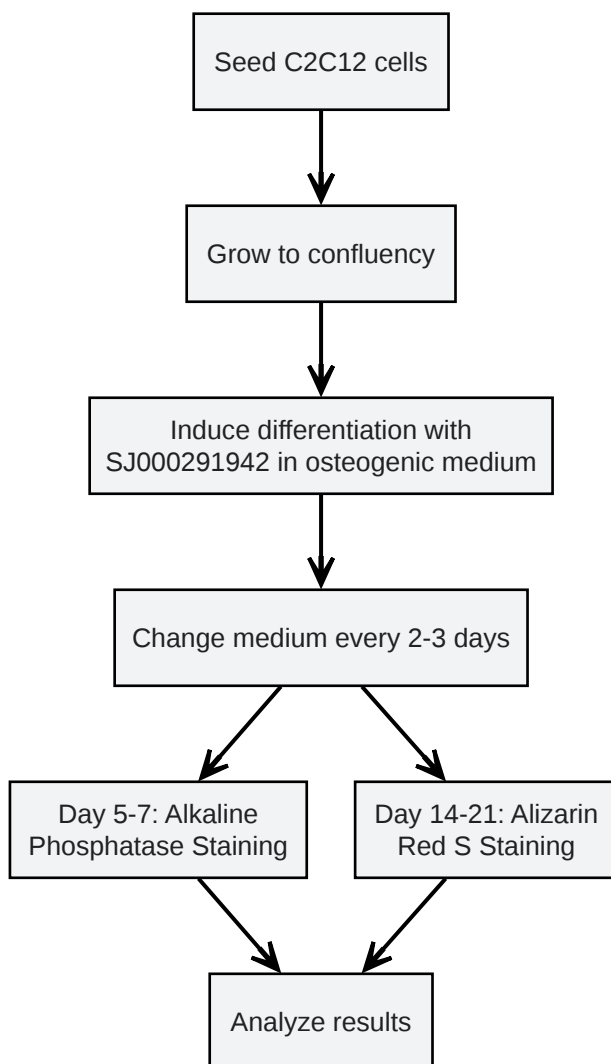 Seed C2C12 cells
Grow to confluency
Induce differentiation with
SJ000291942 in osteogenic medium
Change medium every 2-3 days
Day 5-7: Alkaline
Phosphatase Staining
Day 14-21: Alizarin
Red S Staining
Analyze results